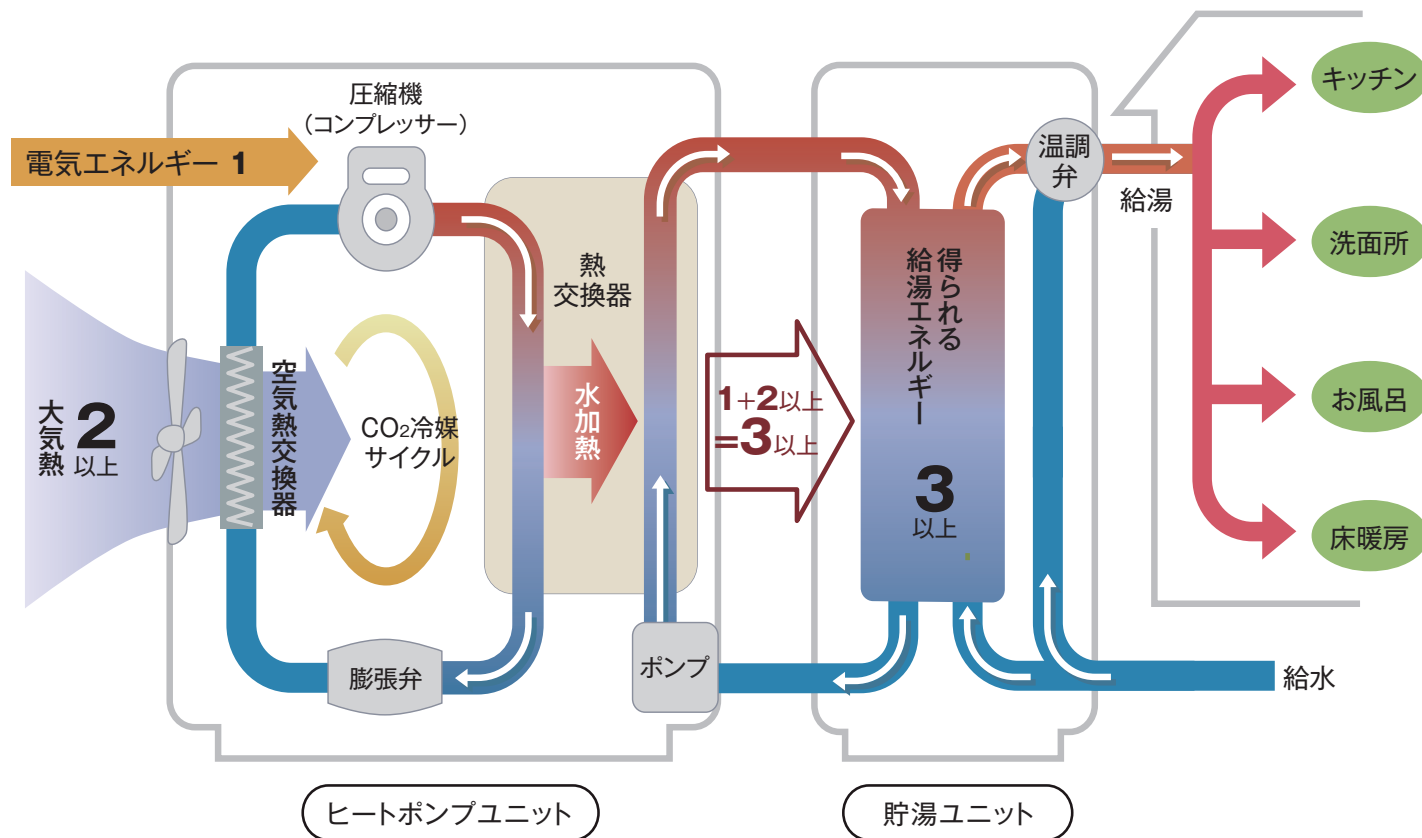 圧縮機
（コンプレッサー）
電気エネルギー 1
大気熱
2
以上
空気熱交換器
CO₂冷媒
サイクル
熱
交換器
水加熱
膨張弁
ポンプ
1+2以上
=3以上
得られる
給湯エネルギー
3
以上
温調
弁
給湯
給水
キッチン
洗面所
お風呂
床暖房
ヒートポンプユニット
貯湯ユニット